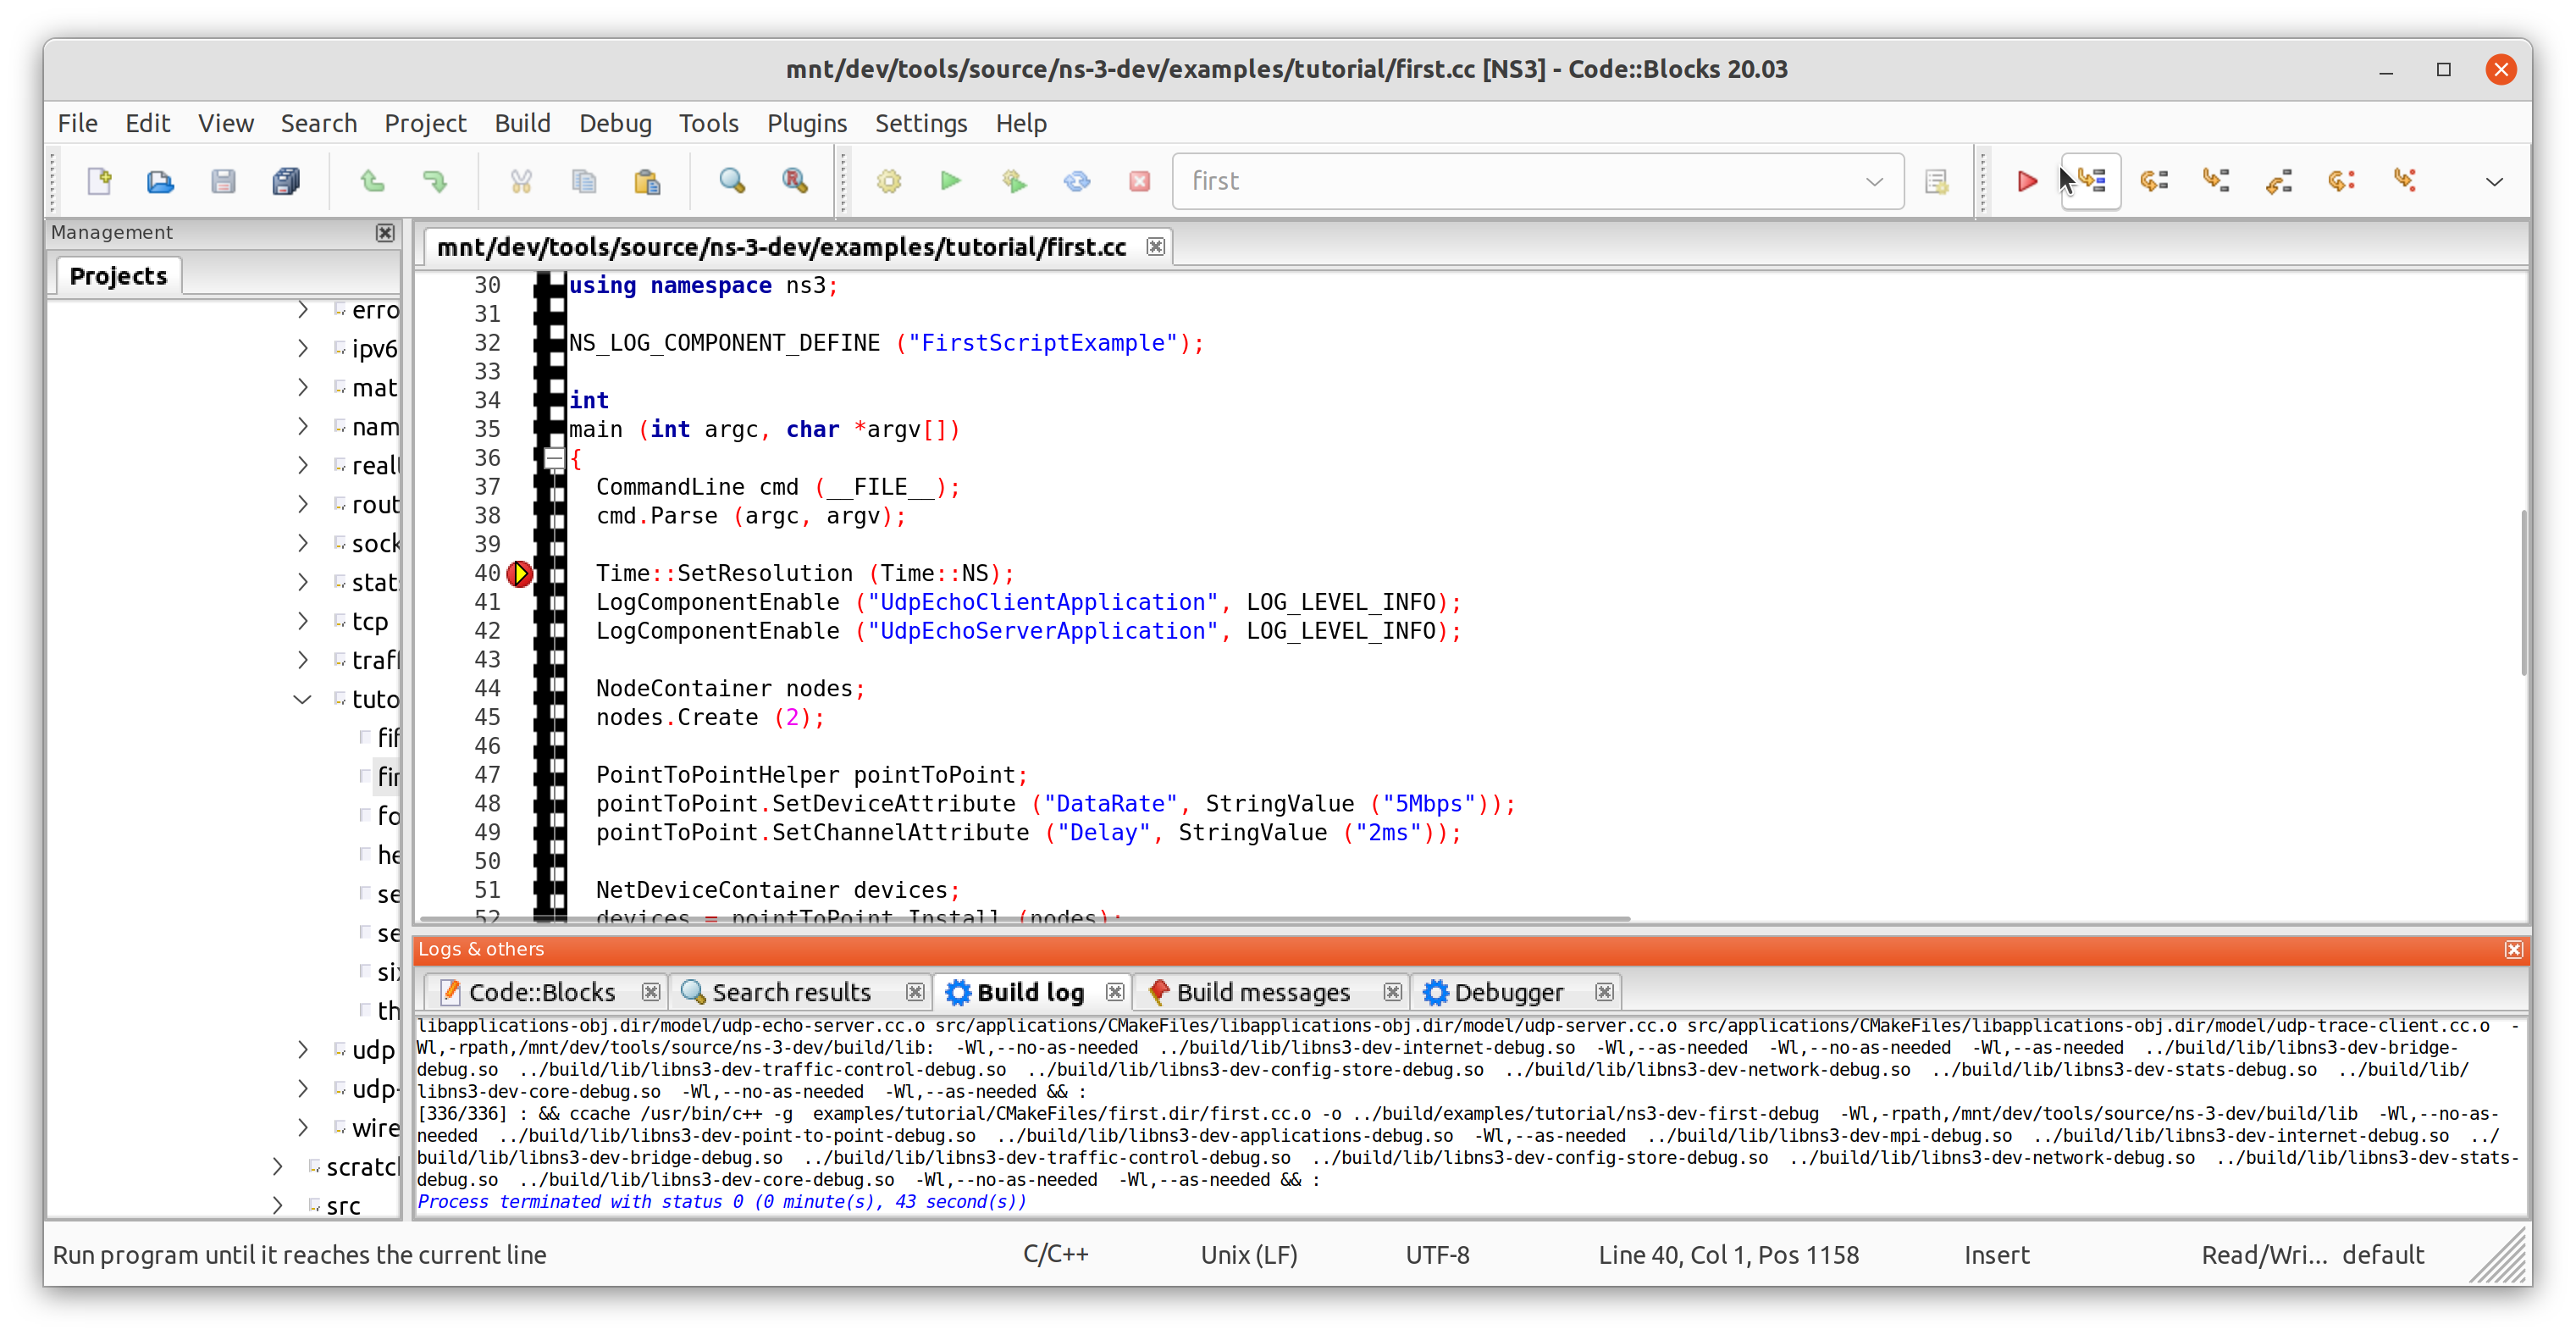 mnt/dev/tools/source/ns-3-dev/examples/tutorial/first.cc [NS3] - Code::Blocks 20.03
File Edit View Search Project Build Debug Tools Plugins Settings Help
first
Management
Projects
erro
ipv6
mat
nam
real
rout
sock
stat
tcp
traf
tuto
fif
fir
fo
he
se
se
six
th
udp
udp-
wire
scratc
src
mnt/dev/tools/source/ns-3-dev/examples/tutorial/first.cc
30 using namespace ns3;
31
32 NS_LOG_COMPONENT_DEFINE ("FirstScriptExample");
33
34 int
35 main (int argc, char *argv[])
36 {
37 CommandLine cmd (__FILE__);
38 cmd.Parse (argc, argv);
39
40 Time::SetResolution (Time::NS);
41 LogComponentEnable ("UdpEchoClientApplication", LOG_LEVEL_INFO);
42 LogComponentEnable ("UdpEchoServerApplication", LOG_LEVEL_INFO);
43
44 NodeContainer nodes;
45 nodes.Create (2);
46
47 PointToPointHelper pointToPoint;
48 pointToPoint.SetDeviceAttribute ("DataRate", StringValue ("5Mbps"));
49 pointToPoint.SetChannelAttribute ("Delay", StringValue ("2ms"));
50
51 NetDeviceContainer devices;
52 devices = pointToPoint.Install (nodes);
Logs & others
Code::Blocks Search results Build log Build messages Debugger
libapplications-obj.dir/model/udp-echo-server.cc.o src/applications/CMakeFiles/libapplications-obj.dir/model/udp-server.cc.o src/applications/CMakeFiles/libapplications-obj.dir/model/udp-trace-client.cc.o -
Wl,-rpath,/mnt/dev/tools/source/ns-3-dev/build/lib: -Wl,--no-as-needed ../build/lib/libns3-dev-internet-debug.so -Wl,--as-needed -Wl,--no-as-needed -Wl,--as-needed ../build/lib/libns3-dev-bridge-
debug.so ../build/lib/libns3-dev-traffic-control-debug.so ../build/lib/libns3-dev-config-store-debug.so ../build/lib/libns3-dev-network-debug.so ../build/lib/libns3-dev-stats-debug.so ../build/lib/
libns3-dev-core-debug.so -Wl,--no-as-needed -Wl,--as-needed && :
[336/336] : && ccache /usr/bin/c++ -g examples/tutorial/CMakeFiles/first.dir/first.cc.o -o ../build/examples/tutorial/ns3-dev-first-debug -Wl,-rpath,/mnt/dev/tools/source/ns-3-dev/build/lib -Wl,--no-as-
needed ../build/lib/libns3-dev-point-to-point-debug.so ../build/lib/libns3-dev-applications-debug.so -Wl,--as-needed ../build/lib/libns3-dev-mpi-debug.so ../build/lib/libns3-dev-internet-debug.so ../
build/lib/libns3-dev-bridge-debug.so ../build/lib/libns3-dev-traffic-control-debug.so ../build/lib/libns3-dev-config-store-debug.so ../build/lib/libns3-dev-network-debug.so ../build/lib/libns3-dev-stats-
debug.so ../build/lib/libns3-dev-core-debug.so -Wl,--no-as-needed -Wl,--as-needed && :
Process terminated with status 0 (0 minute(s), 43 second(s))
Run program until it reaches the current line C/C++ Unix (LF) UTF-8 Line 40, Col 1, Pos 1158 Insert Read/Wri... default